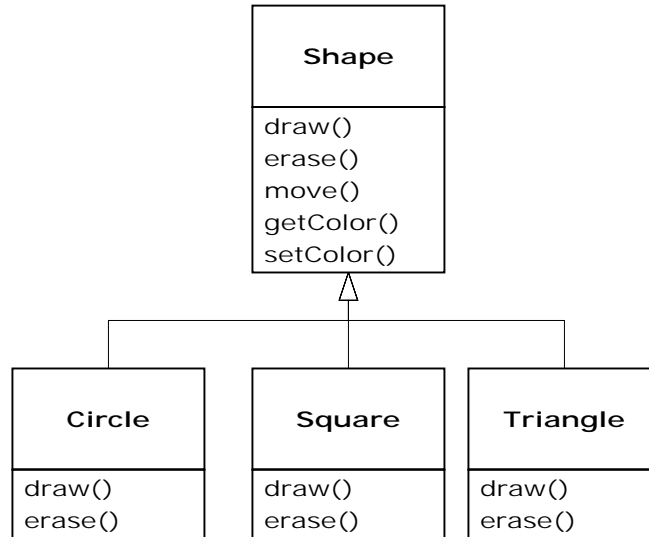 Shape
draw()
erase()
move()
getColor()
setColor()
Circle
draw()
erase()
Square
draw()
erase()
Triangle
draw()
erase()